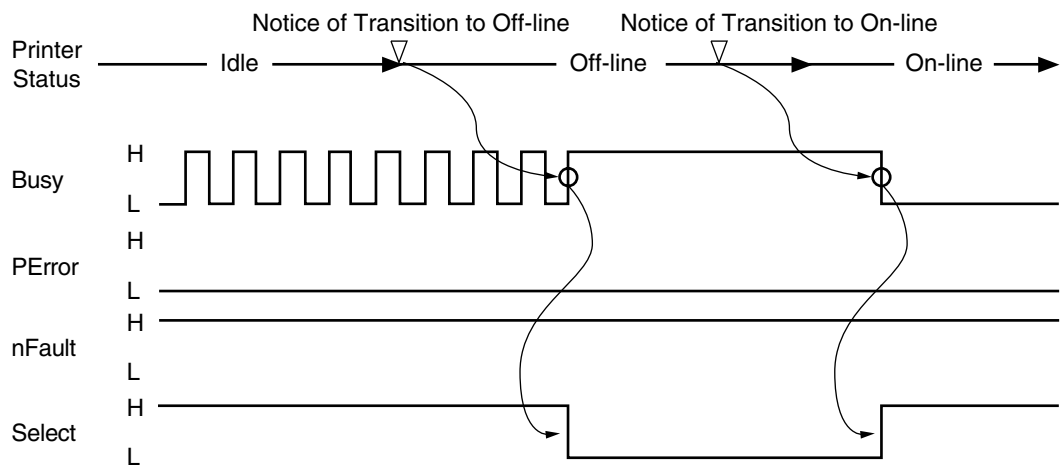 Notice of Transition to Off-line Notice of Transition to On-line
Printer
Status
Idle Off-line On-line
H
Busy
L
H
PError
L
H
nFault
L
H
Select
L